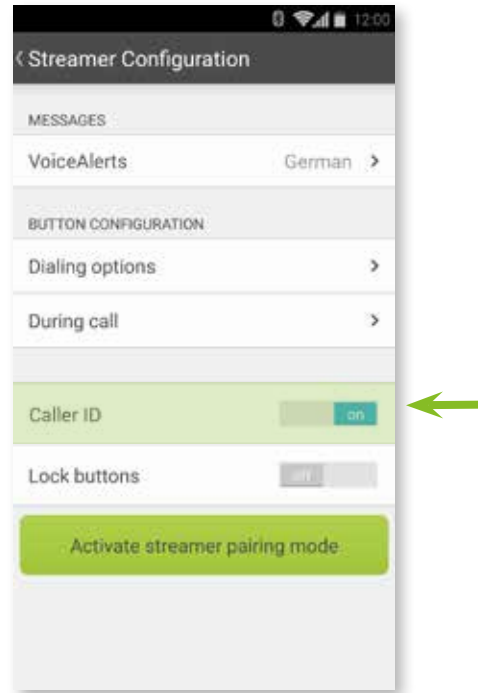 12:00
Streamer Configuration
MESSAGES
VoiceAlerts German
BUTTON CONFIGURATION
Dialing options
During call
Caller ID on
Lock buttons off
Activate streamer pairing mode